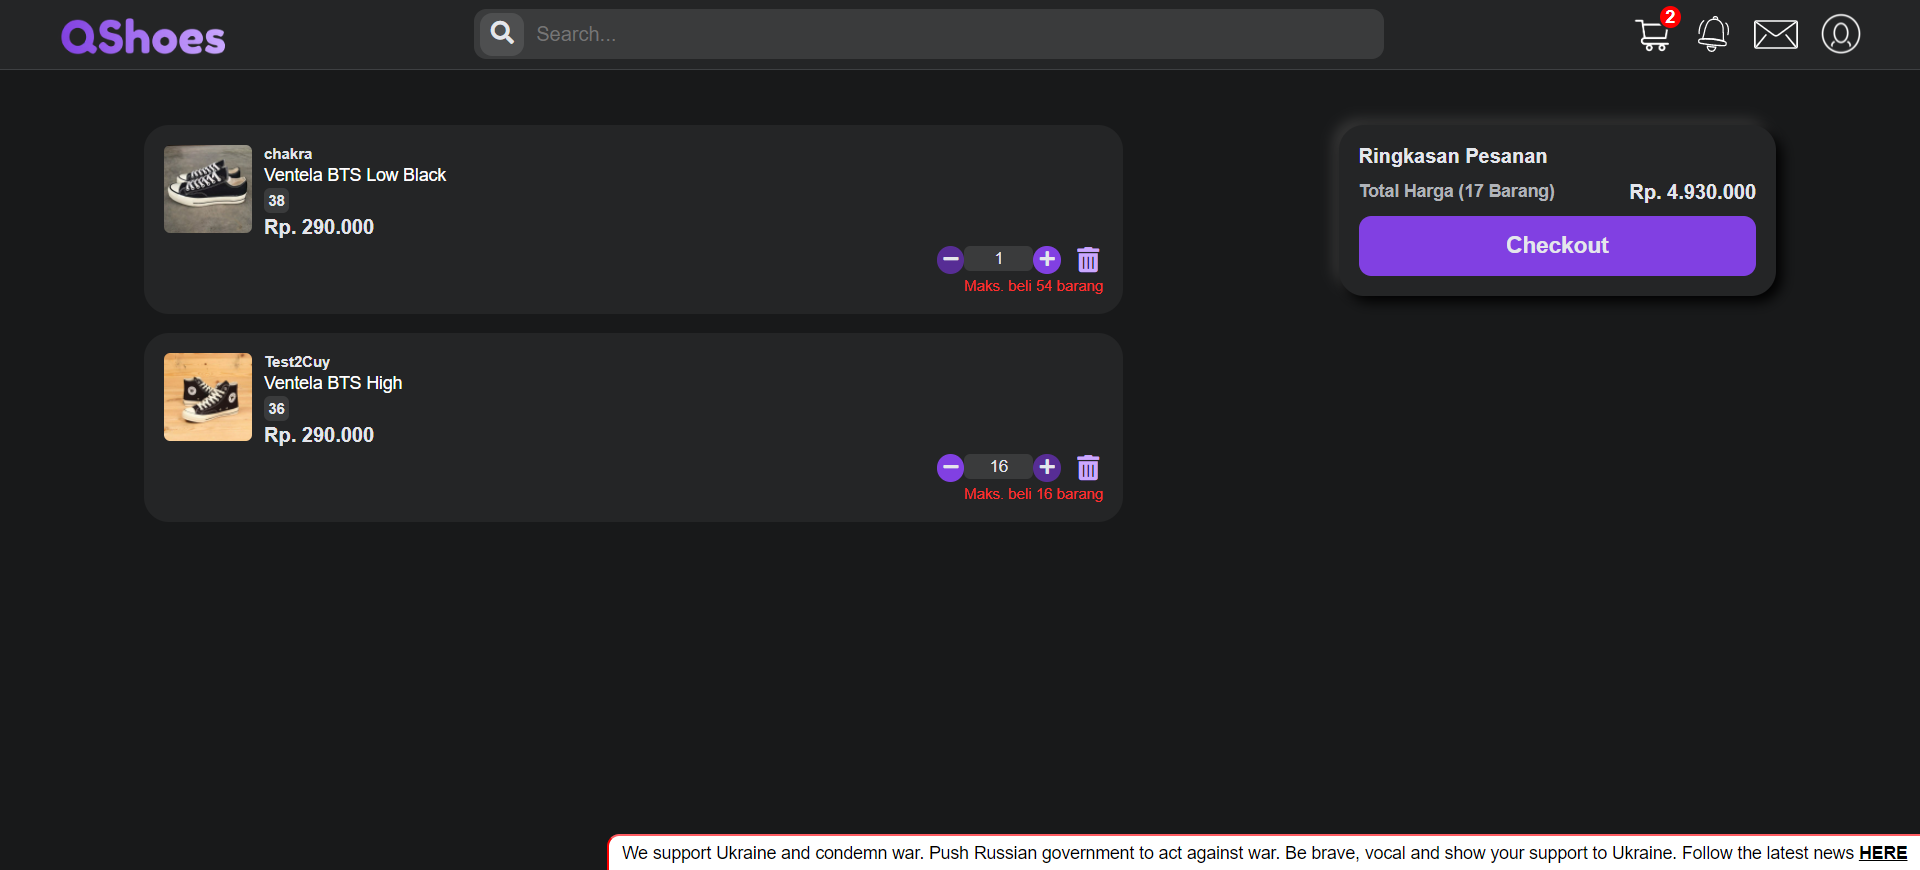 QShoes
Search...
2
chakra
Ventela BTS Low Black
38
Rp. 290.000
1
Maks. beli 54 barang
Test2Cuy
Ventela BTS High
36
Rp. 290.000
16
Maks. beli 16 barang
Ringkasan Pesanan
Total Harga (17 Barang) Rp. 4.930.000
Checkout
We support Ukraine and condemn war. Push Russian government to act against war. Be brave, vocal and show your support to Ukraine. Follow the latest news HERE